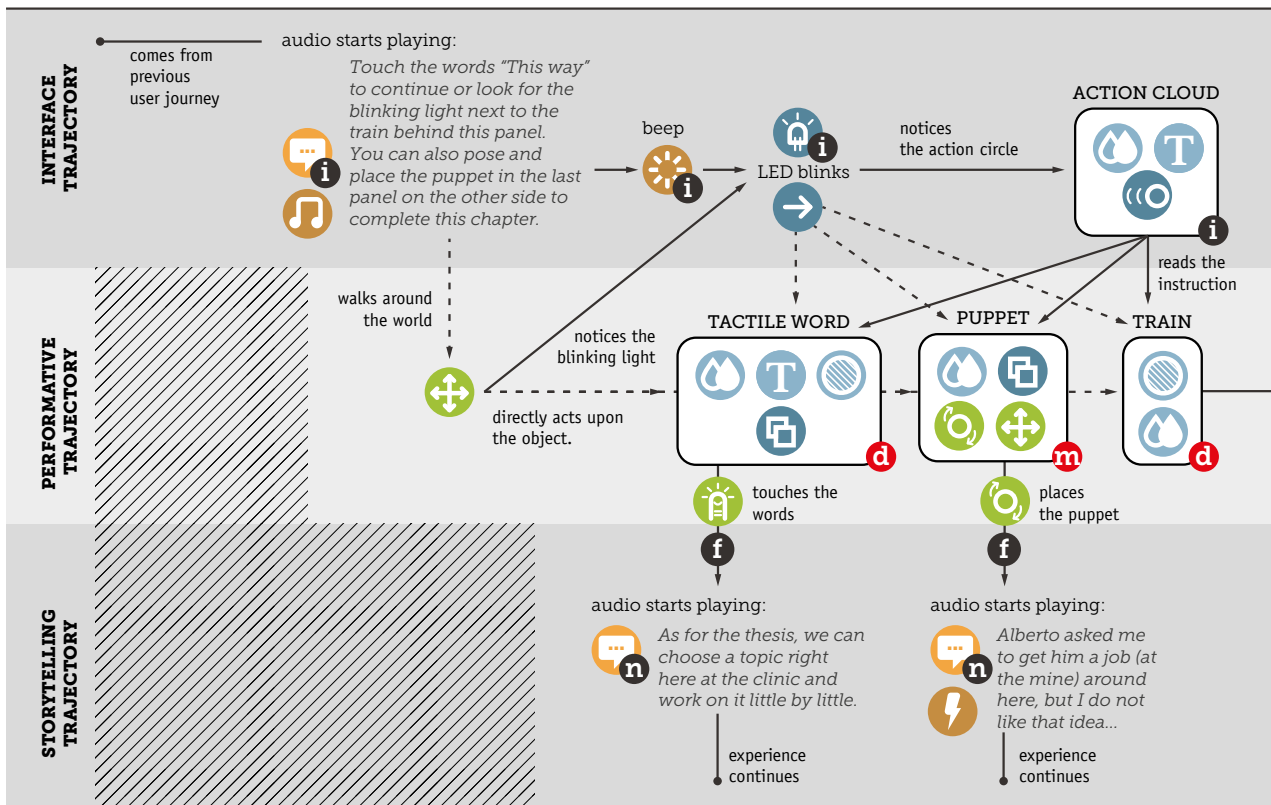 INTERFACE
TRAJECTORY
comes from
previous
user journey
audio starts playing:
Touch the words "This way"
to continue or look for the
blinking light next to the
train behind this panel.
You can also pose and
place the puppet in the last
panel on the other side to
complete this chapter.
i
beep
i
i
LED blinks
notices
the action circle
ACTION CLOUD
T
i
reads the
instruction
PERFORMATIVE
TRAJECTORY
walks around
the world
notices the
blinking light
directly acts upon
the object.
TACTILE WORD
T
d
PUPPET
m
TRAIN
d
touches the
words
places
the puppet
f
f
STORYTELLING
TRAJECTORY
audio starts playing:
n
As for the thesis, we can
choose a topic right
here at the clinic and
work on it little by little.
experience
continues
audio starts playing:
n
Alberto asked me
to get him a job (at
the mine) around
here, but I do not
like that idea...
experience
continues